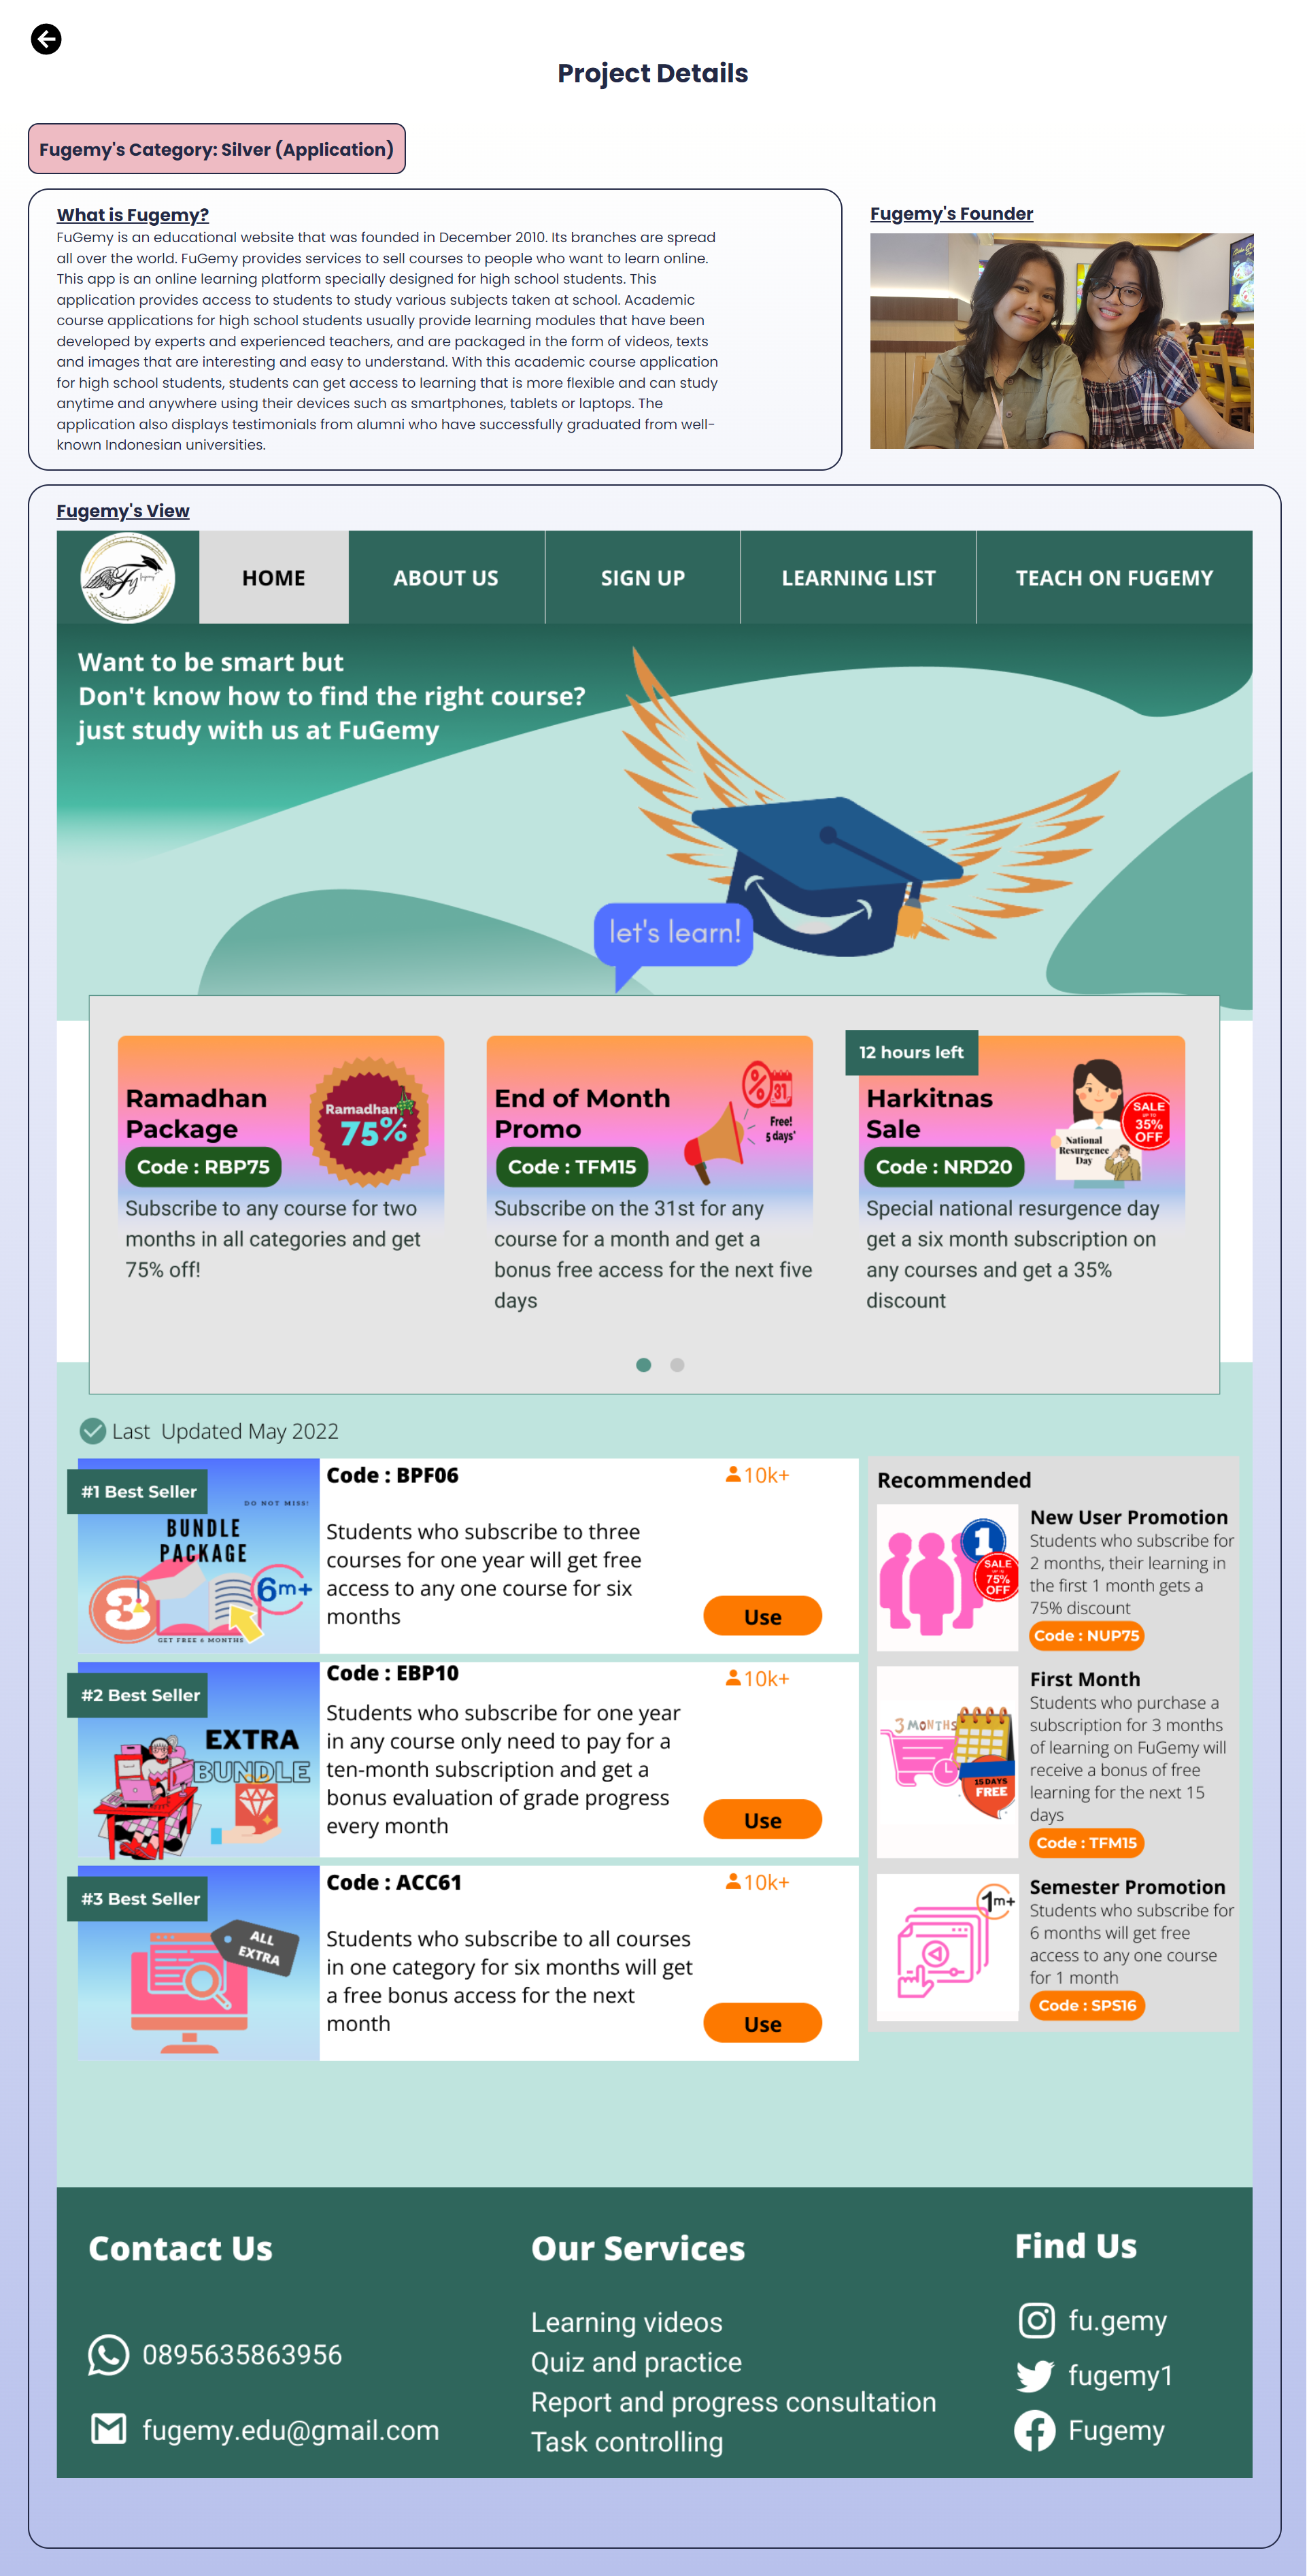 Project Details
Fugemy's Category: Silver (Application)
What is Fugemy?
FuGemy is an educational website that was founded in December 2010. Its branches are spread
all over the world. FuGemy provides services to sell courses to people who want to learn online.
This app is an online learning platform specially designed for high school students. This
application provides access to students to study various subjects taken at school. Academic
course applications for high school students usually provide learning modules that have been
developed by experts and experienced teachers, and are packaged in the form of videos, texts
and images that are interesting and easy to understand. With this academic course application
for high school students, students can get access to learning that is more flexible and can study
anytime and anywhere using their devices such as smartphones, tablets or laptops. The
application also displays testimonials from alumni who have successfully graduated from well-
known Indonesian universities.
Fugemy's Founder
Fugemy's View
Fy
HOME
ABOUT US
SIGN UP
LEARNING LIST
TEACH ON FUGEMY
Want to be smart but
Don't know how to find the right course?
just study with us at FuGemy
let's learn!
Ramadhan
Package
Code : RBP75
Ramadhan
75%
Subscribe to any course for two
months in all categories and get
75% off!
End of Month
Promo
Code : TFM15
%
31
Free!
5 days'
Subscribe on the 31st for any
course for a month and get a
bonus free access for the next five
days
12 hours left
Harkitnas
Sale
Code : NRD20
SALE
UP TO
35%
OFF
National
Resurgence
Day
Special national resurgence day
get a six month subscription on
any courses and get a 35%
discount
Last Updated May 2022
#1 Best Seller
DO NOT MISS!
BUNDLE
PACKAGE
3
6m+
GET FREE 6 MONTHS
Code : BPF06
10k+
Students who subscribe to three
courses for one year will get free
access to any one course for six
months
Use
#2 Best Seller
EXTRA
BUNDLE
Code : EBP10
10k+
Students who subscribe for one year
in any course only need to pay for a
ten-month subscription and get a
bonus evaluation of grade progress
every month
Use
#3 Best Seller
ALL
EXTRA
Code : ACC61
10k+
Students who subscribe to all courses
in one category for six months will get
a free bonus access for the next
month
Use
Recommended
1
SALE
UP TO
75%
OFF
New User Promotion
Students who subscribe for
2 months, their learning in
the first 1 month gets a
75% discount
Code : NUP75
3 MONTHS
15 DAYS
FREE
First Month
Students who purchase a
subscription for 3 months
of learning on FuGemy will
receive a bonus of free
learning for the next 15
days
Code : TFM15
1m+
Semester Promotion
Students who subscribe for
6 months will get free
access to any one course
for 1 month
Code : SPS16
Contact Us
0895635863956
fugemy.edu@gmail.com
Our Services
Learning videos
Quiz and practice
Report and progress consultation
Task controlling
Find Us
fu.gemy
fugemy1
Fugemy